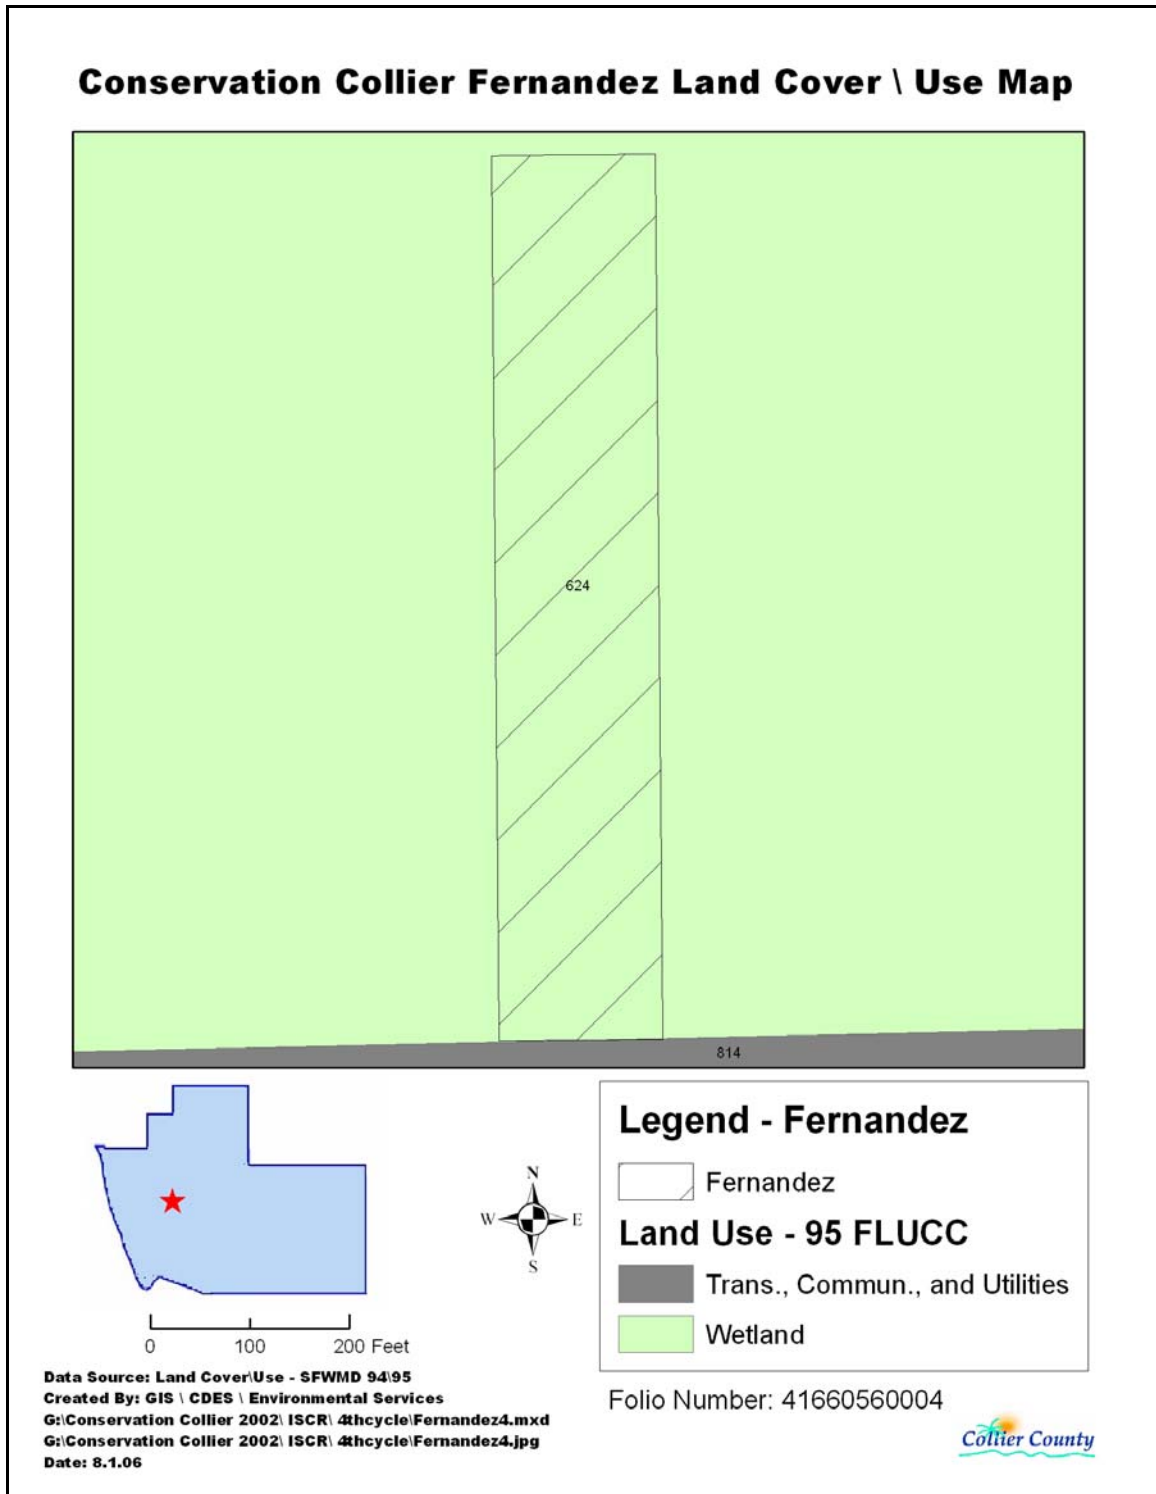 Conservation Collier Fernandez Land Cover \ Use Map
624
814
N
W E
S
0 100 200 Feet
Legend - Fernandez
Fernandez
Land Use - 95 FLUCC
Trans., Commun., and Utilities
Wetland
Data Source: Land Cover\Use - SFWMD 94\95
Created By: GIS \ CDES \ Environmental Services
G:\Conservation Collier 2002\ ISCR\ 4thcycle\Fernandez4.mxd
G:\Conservation Collier 2002\ ISCR\ 4thcycle\Fernandez4.jpg
Date: 8.1.06
Folio Number: 41660560004
Collier County